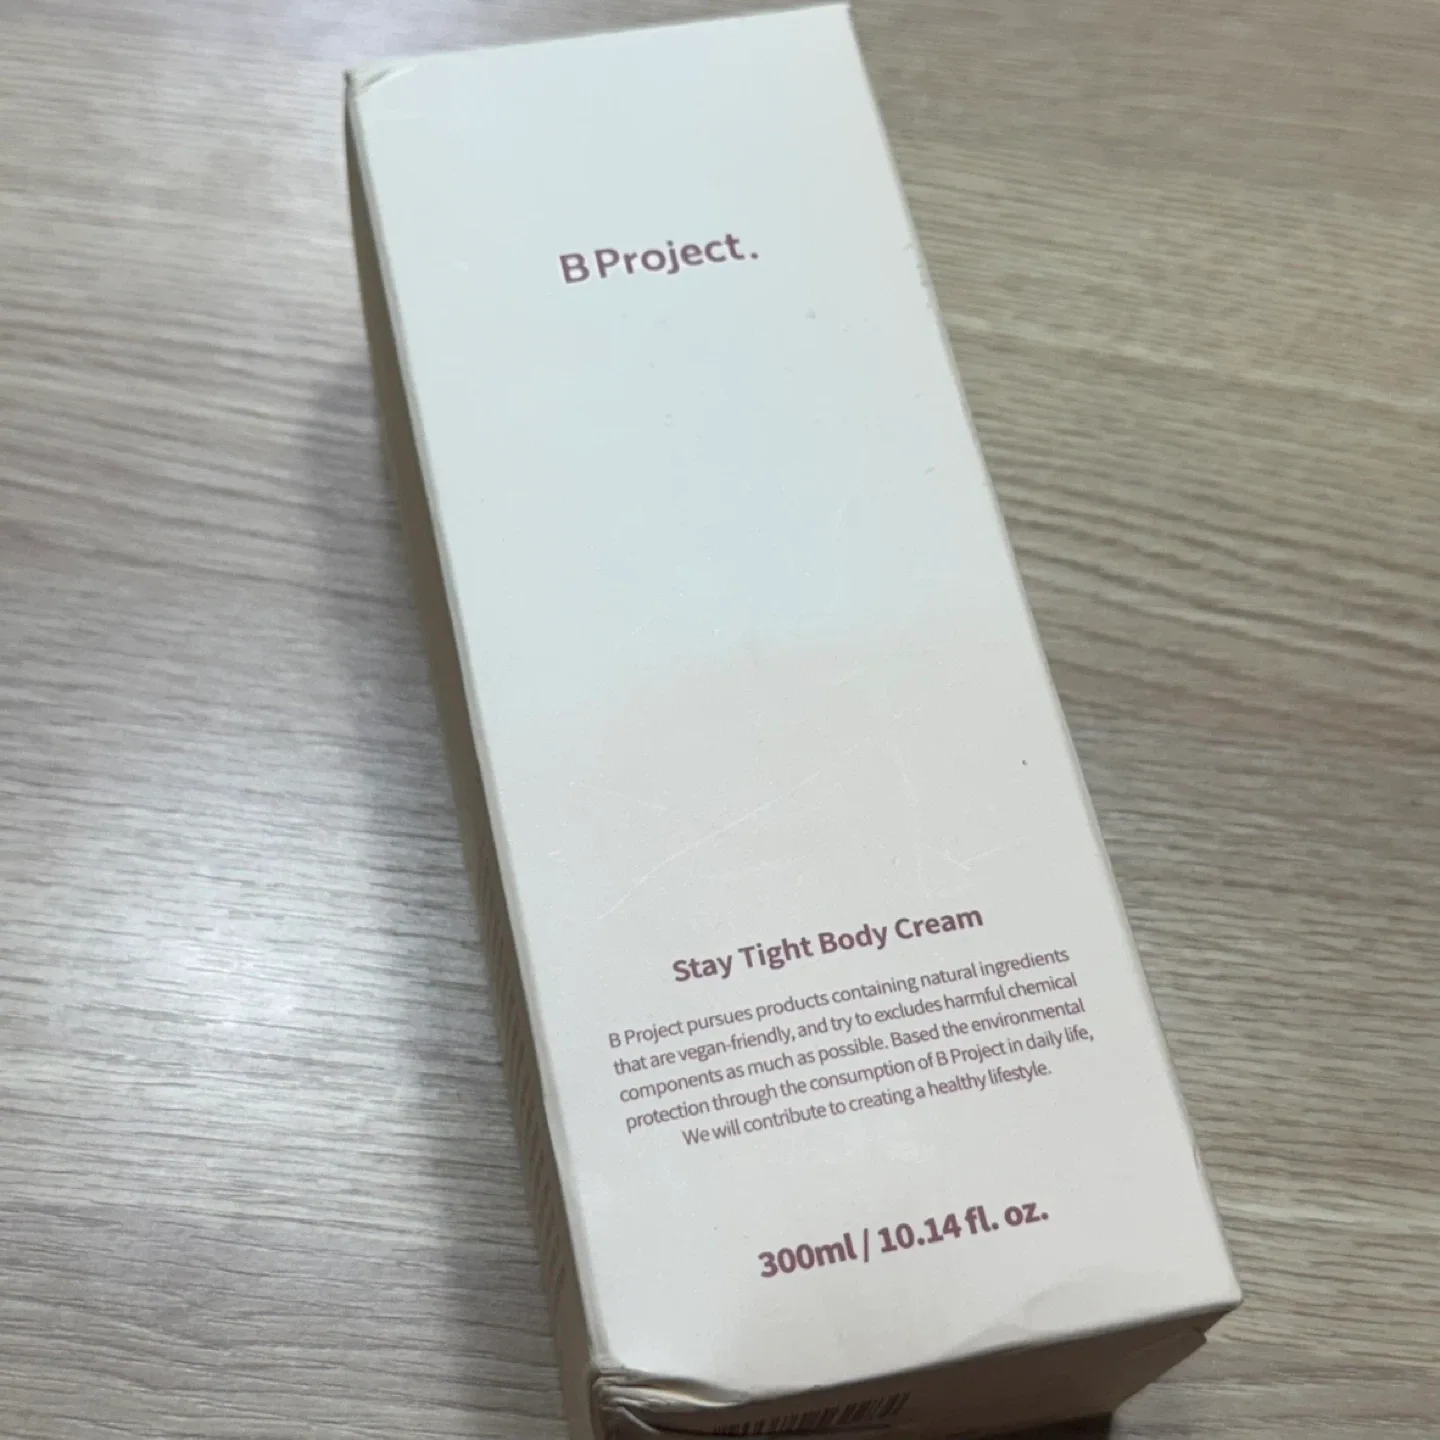 B Project.
Stay Tight Body Cream
B Project pursues products containing natural ingredients
that are vegan-friendly, and try to excludes harmful chemical
components as much as possible. Based the environmental
protection through the consumption of B Project in daily life,
We will contribute to creating a healthy lifestyle.
300ml / 10.14 fl. oz.